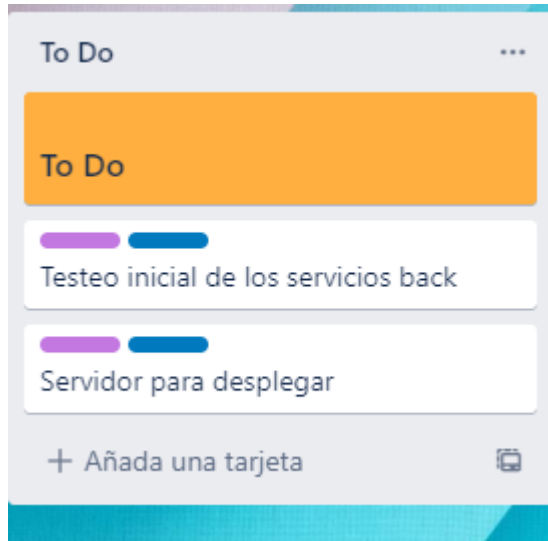 To Do
To Do
Testeo inicial de los servicios back
Servidor para desplegar
+ Añada una tarjeta